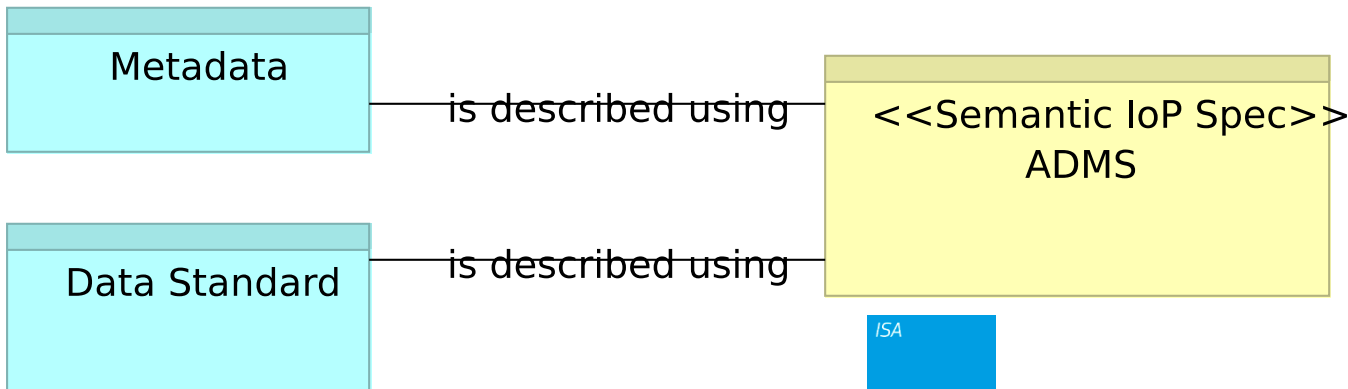 Metadata
is described using
<<Semantic IoP Spec>>
ADMS
Data Standard
is described using
ISA